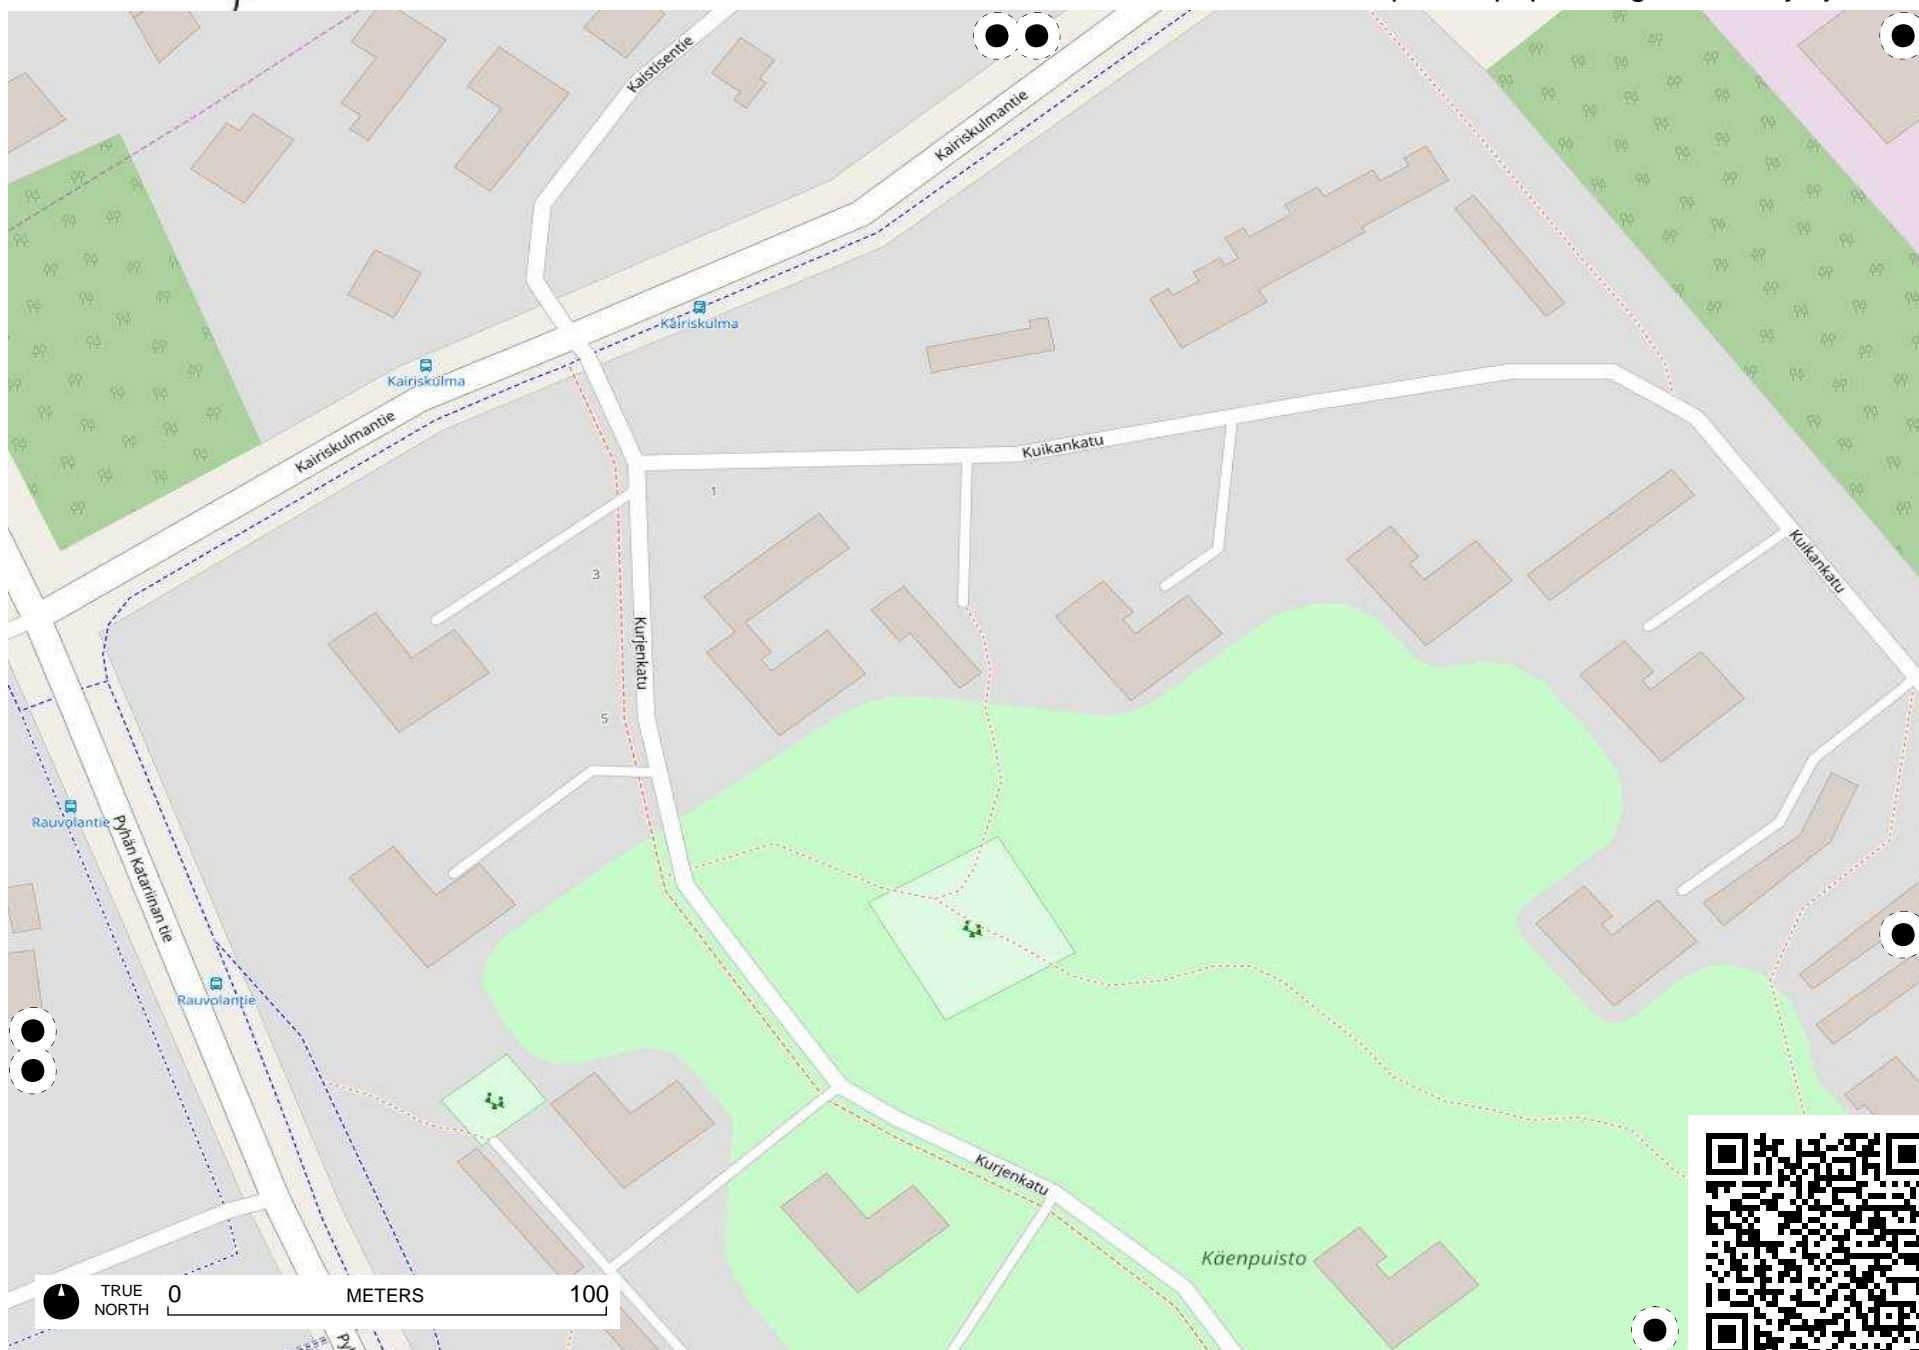 Kaistisentie
Kairiskulmantie
Kairiskulma
Kairiskulma
Kairiskulmantie
Kuikankatu
1
Kuikankatu
3
Kurjenkatu
5
Rauvolantie
Pyhän Katariinan tie
Rauvolantie
Kurjenkatu
Käenpuisto
TRUE
NORTH
0 METERS 100